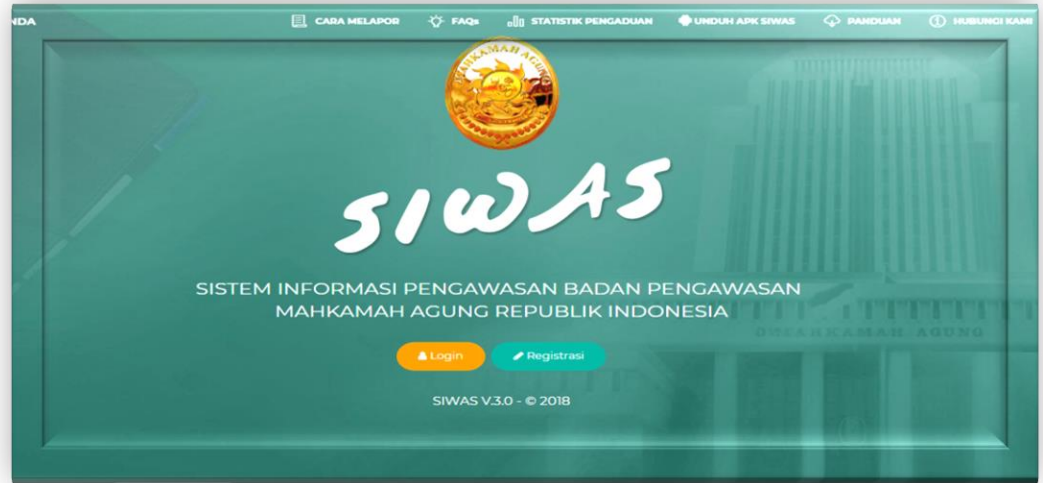 NDA CARA MELAPOR FAQs STATISTIK PENGADUAN UNDUH APK SIWAS PANDUAN HUBUNGI KAMI
MAHKAMAH AGUNG
SIWAS
SISTEM INFORMASI PENGAWASAN BADAN PENGAWASAN
MAHKAMAH AGUNG REPUBLIK INDONESIA
MAHKAMAH AGUNG
Login Registrasi
SIWAS V.3.0 - © 2018